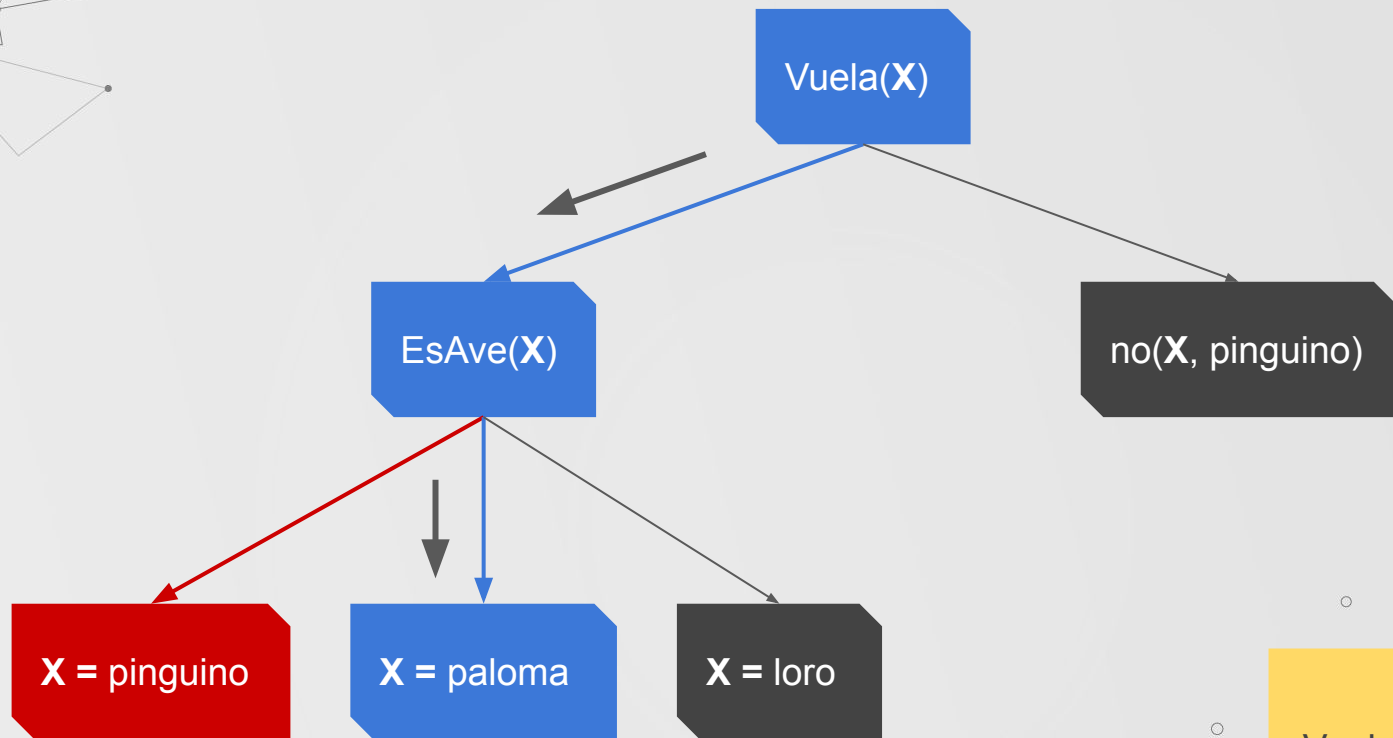 Vuela(X)
EsAve(X)
no(X, pinguino)
X = pinguino
X = paloma
X = loro